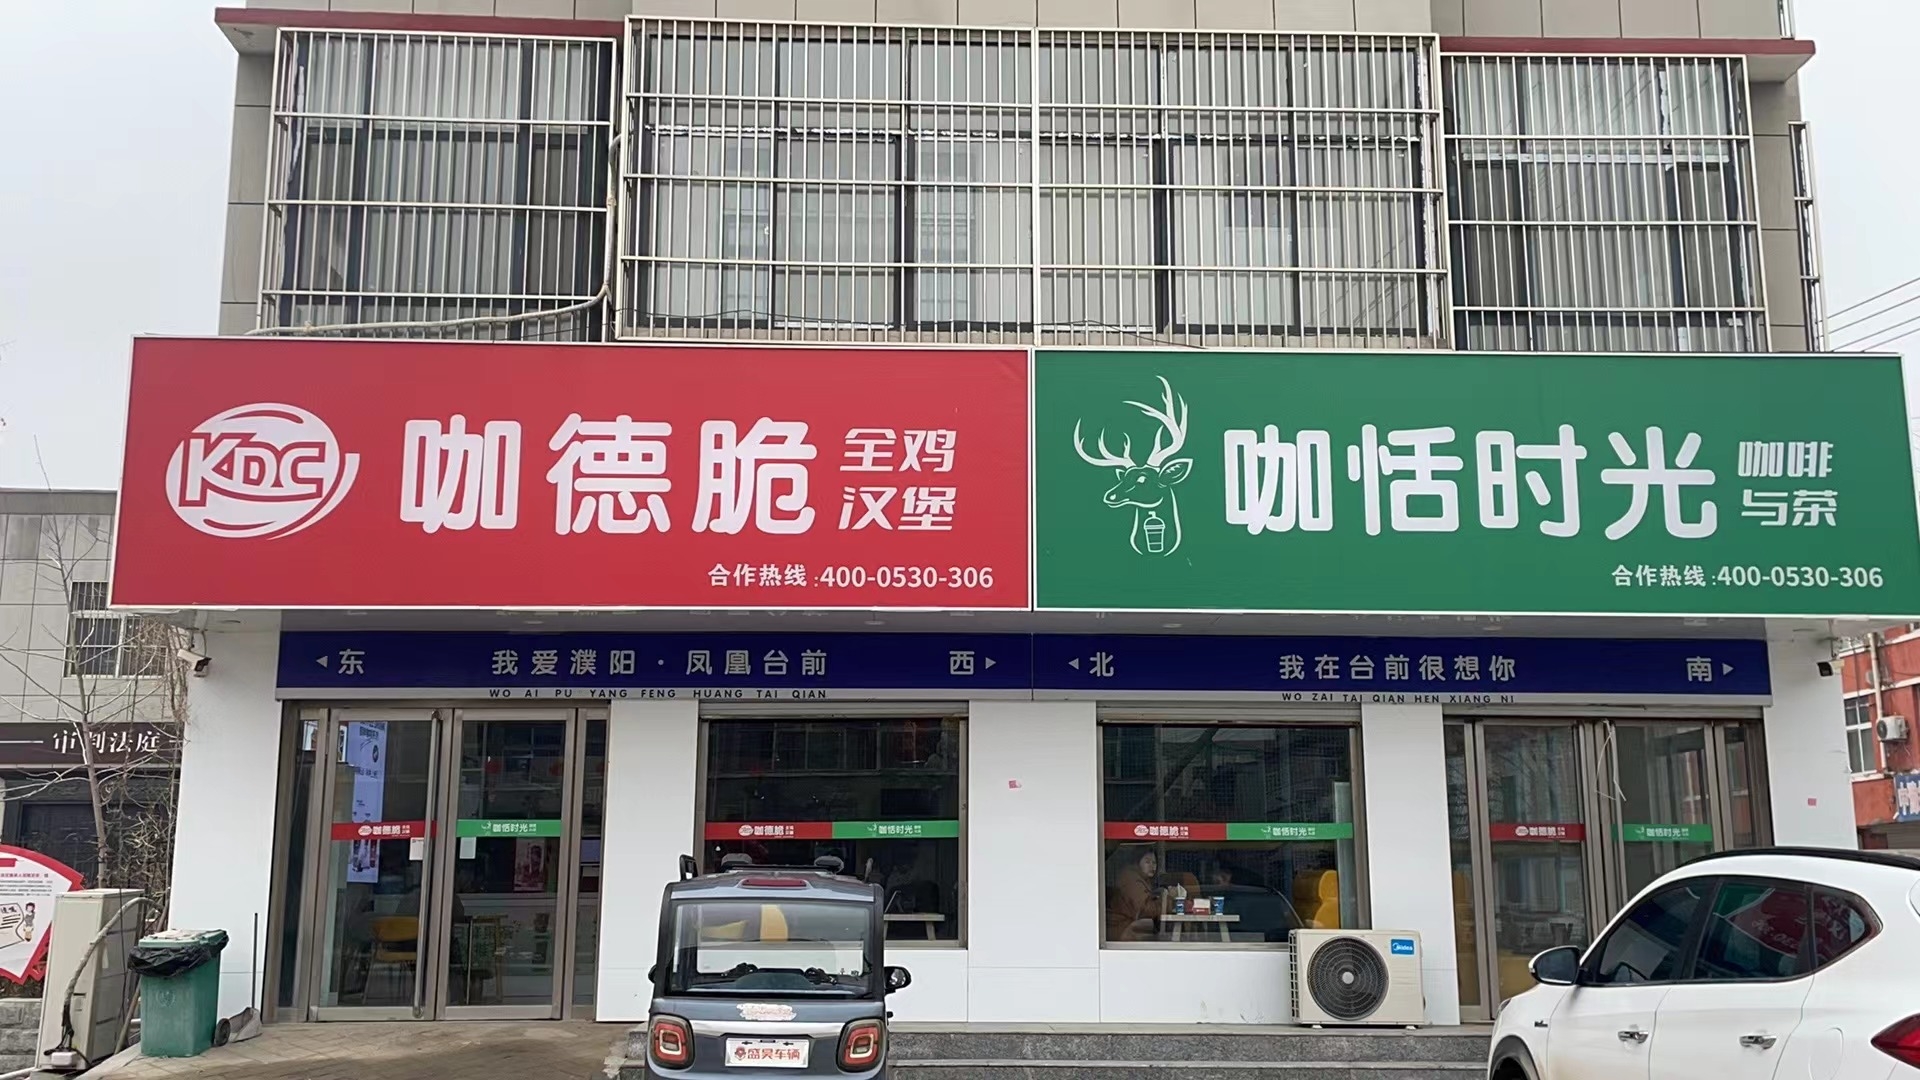 KDC
咖德脆
全鸡
汉堡
合作热线:400-0530-306
咖恬时光
咖啡
与茶
合作热线:400-0530-306
东
我爱濮阳·凤凰台前
西
WO AI PU YANG FENG HUANG TAI QIAN
北
我在台前很想你
南
WO ZAI TAI QIAN HEN XIANG NI
审判法庭
咖德脆
咖恬时光
咖德脆
咖恬时光
咖德脆
咖恬时光
咖德脆
咖恬时光
Midea
盛昊车辆